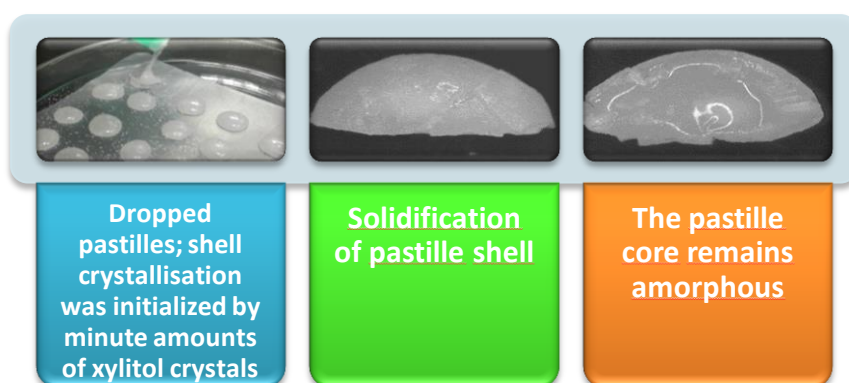 Dropped
pastilles; shell
crystallisation
was initialized by
minute amounts
of xylitol crystals
Solidification
of pastille shell
The pastille
core remains
amorphous